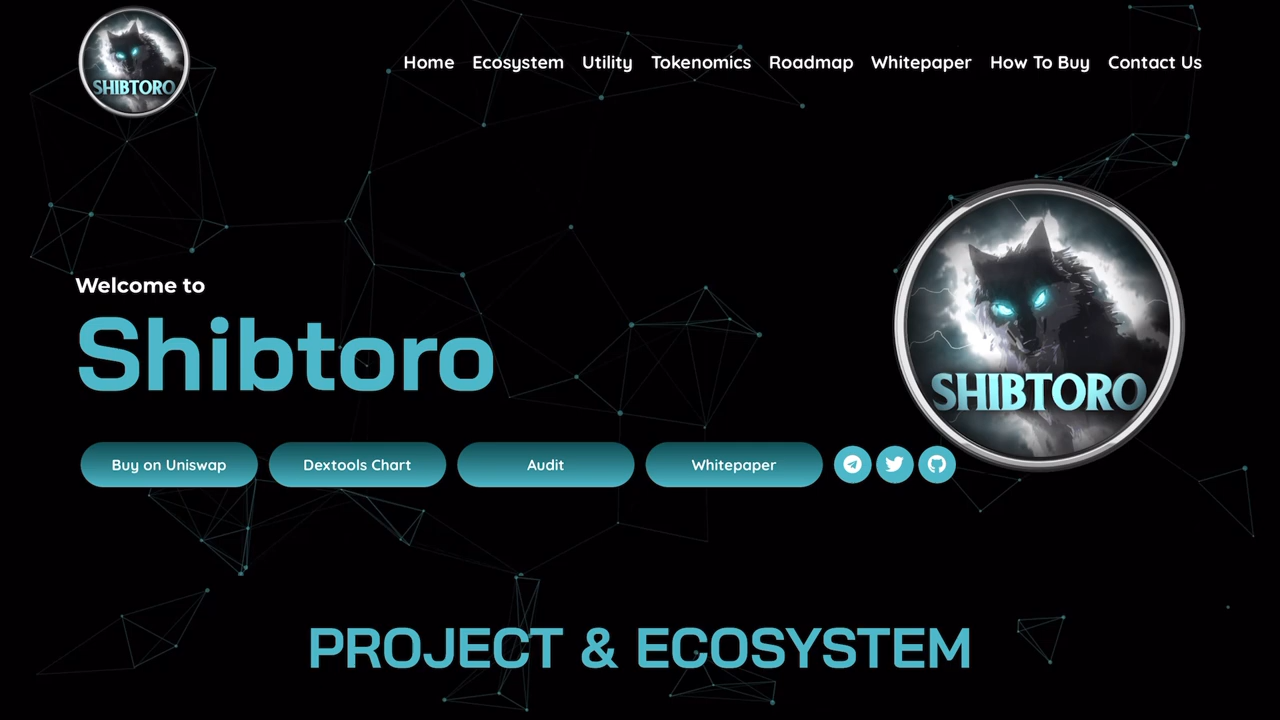 SHIBTORO
Home Ecosystem Utility Tokenomics Roadmap Whitepaper How To Buy Contact Us
Welcome to
Shibtoro
SHIBTORO
Buy on Uniswap Dextools Chart Audit Whitepaper
PROJECT & ECOSYSTEM